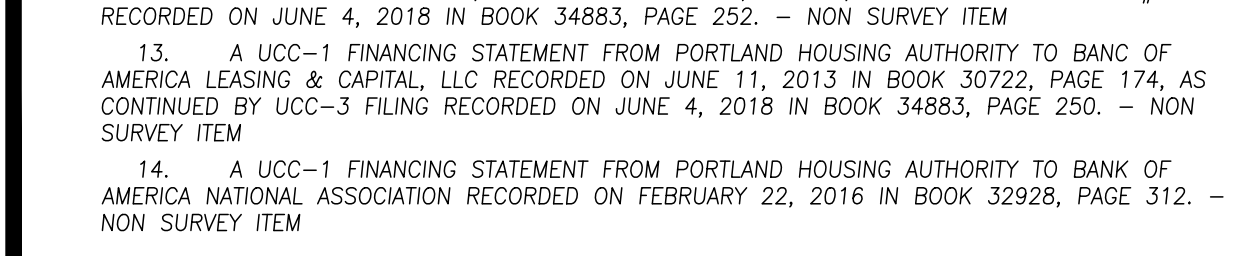 RECORDED ON JUNE 4, 2018 IN BOOK 34883, PAGE 252. – NON SURVEY ITEM
13. A UCC–1 FINANCING STATEMENT FROM PORTLAND HOUSING AUTHORITY TO BANC OF
AMERICA LEASING & CAPITAL, LLC RECORDED ON JUNE 11, 2013 IN BOOK 30722, PAGE 174, AS
CONTINUED BY UCC–3 FILING RECORDED ON JUNE 4, 2018 IN BOOK 34883, PAGE 250. – NON
SURVEY ITEM
14. A UCC–1 FINANCING STATEMENT FROM PORTLAND HOUSING AUTHORITY TO BANK OF
AMERICA NATIONAL ASSOCIATION RECORDED ON FEBRUARY 22, 2016 IN BOOK 32928, PAGE 312. –
NON SURVEY ITEM